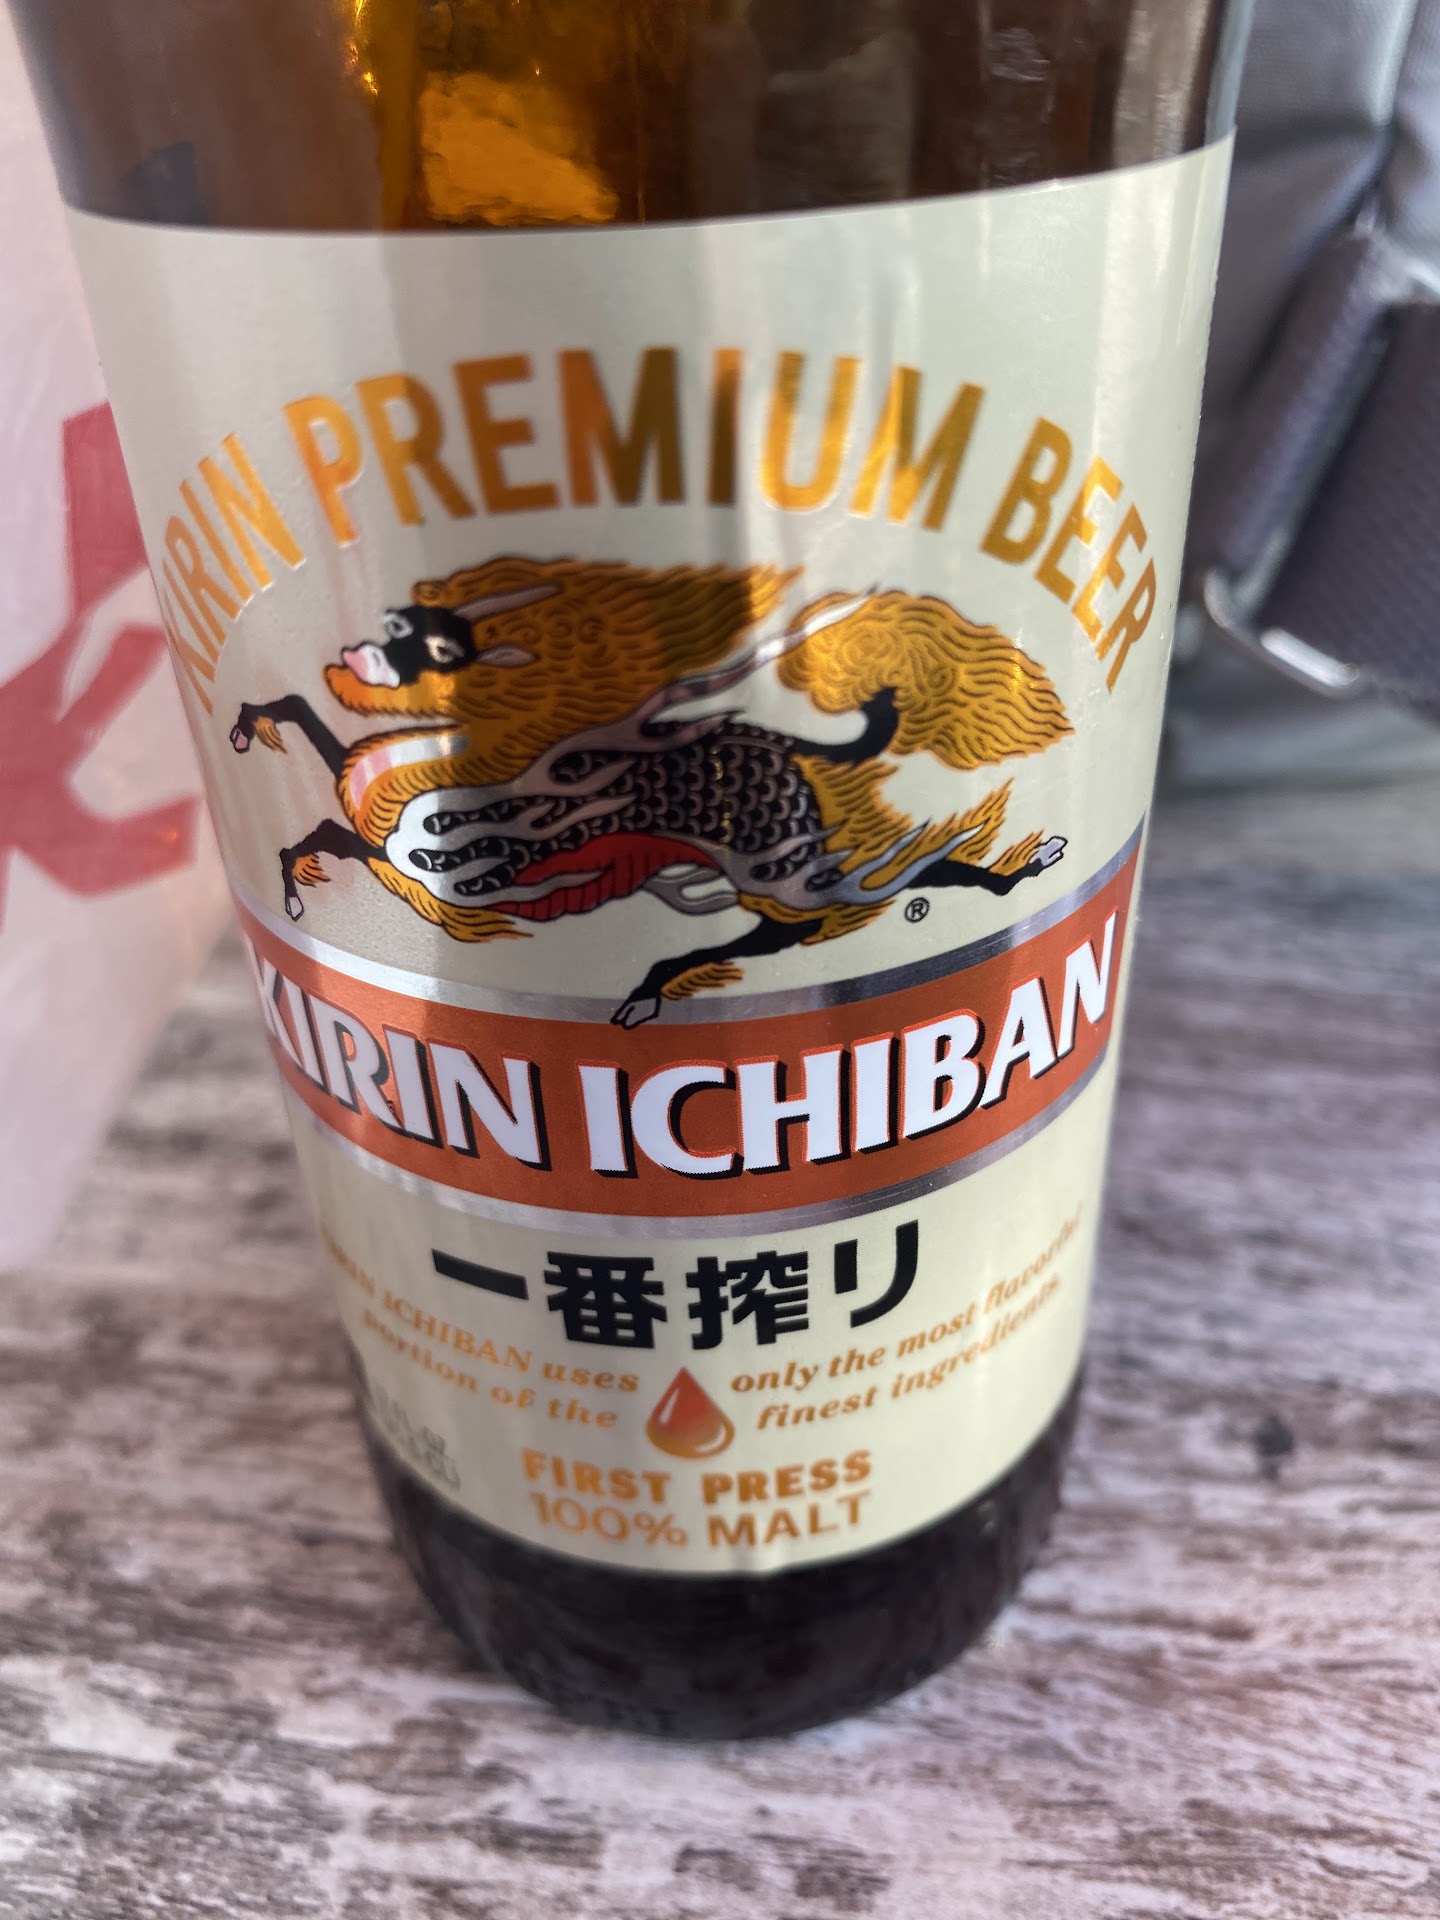 KIRIN PREMIUM BEER
®
KIRIN ICHIBAN
一番搾り
ICHIBAN uses only the most flavorful
portion of the finest ingredients.
FIRST PRESS
100% MALT